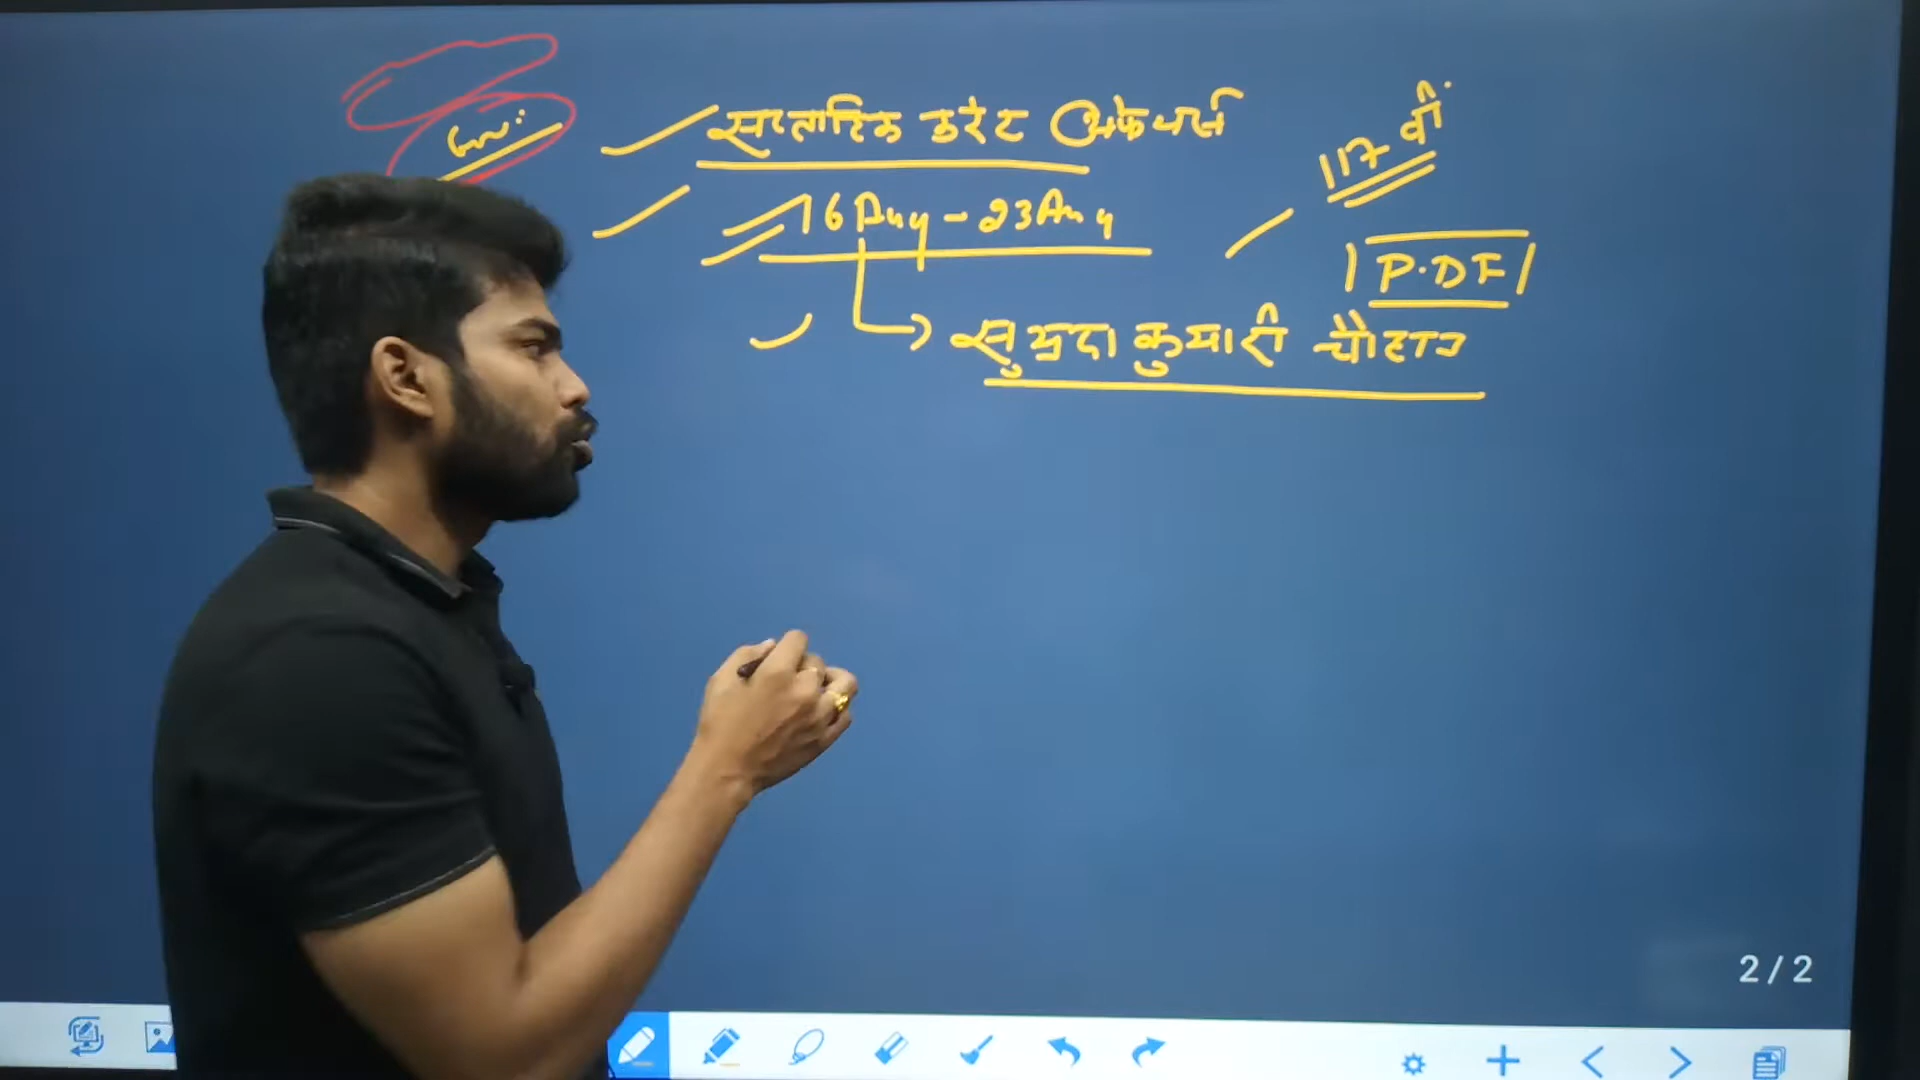 साप्ताहिक करेंट अफेयर्स
117 वीं
16 Aug - 23 Aug
P.D.F
सुभद्रा कुमारी चौहान
2/2